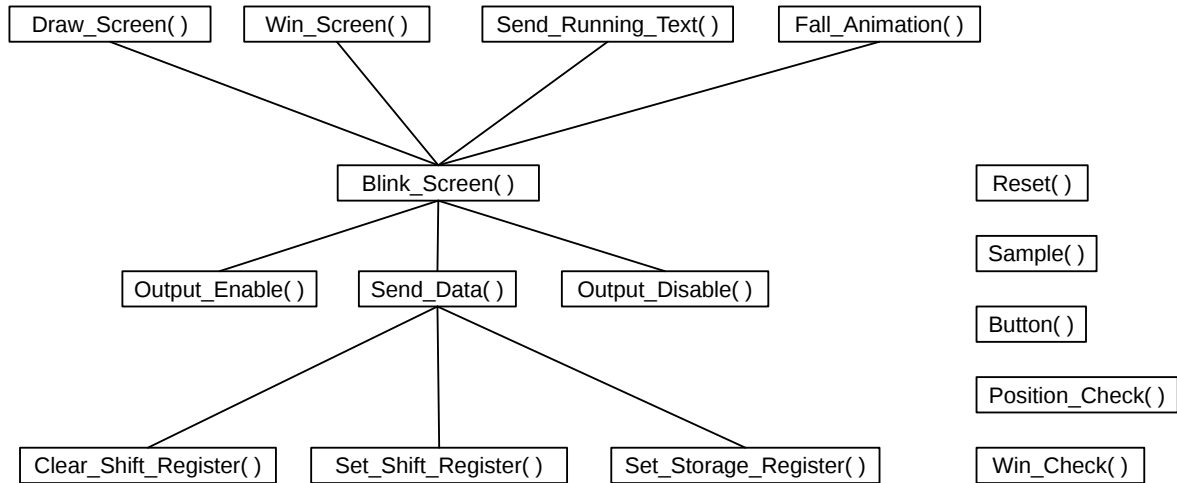 Draw_Screen( )
Win_Screen( )
Send_Running_Text( )
Fall_Animation( )
Blink_Screen( )
Reset( )
Sample( )
Output_Enable( )
Send_Data( )
Output_Disable( )
Button( )
Position_Check( )
Clear_Shift_Register( )
Set_Shift_Register( )
Set_Storage_Register( )
Win_Check( )